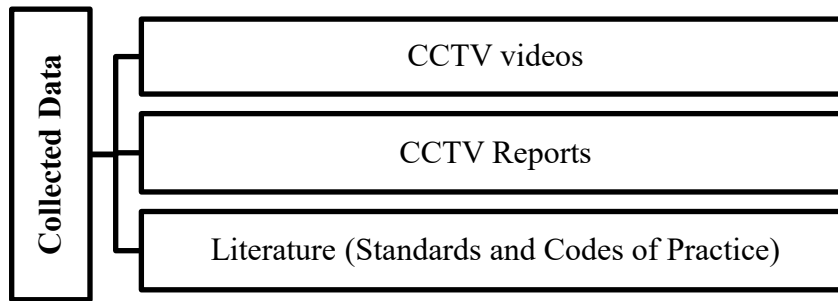 Collected Data
CCTV videos
CCTV Reports
Literature (Standards and Codes of Practice)